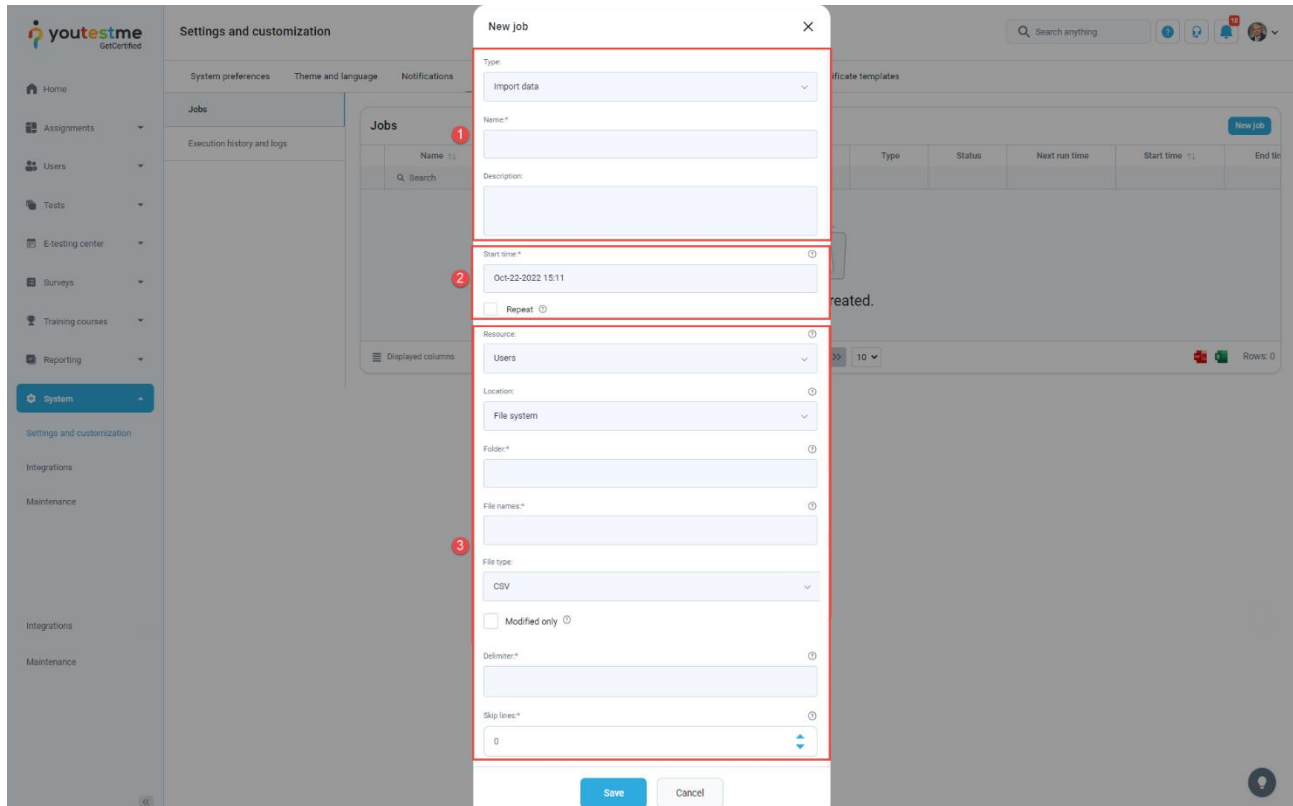 youtestme
GetCertified
Settings and customization
Search anything
18
System preferences
Theme and language
Notifications
ificate templates
Home
Assignments
Users
Tests
E-testing center
Surveys
Training courses
Reporting
System
Settings and customization
Integrations
Maintenance
Integrations
Maintenance
Jobs
Execution history and logs
Jobs
New job
Name
Type
Status
Next run time
Start time
End tin
Search
reated.
Displayed columns
10
Rows: 0
New job
1
Type:
Import data
Name:*
Description:
2
Start time:*
Oct-22-2022 15:11
Repeat
3
Resource:
Users
Location:
File system
Folder:*
File names:*
File type:
CSV
Modified only
Delimiter:*
Skip lines:*
0
Save
Cancel